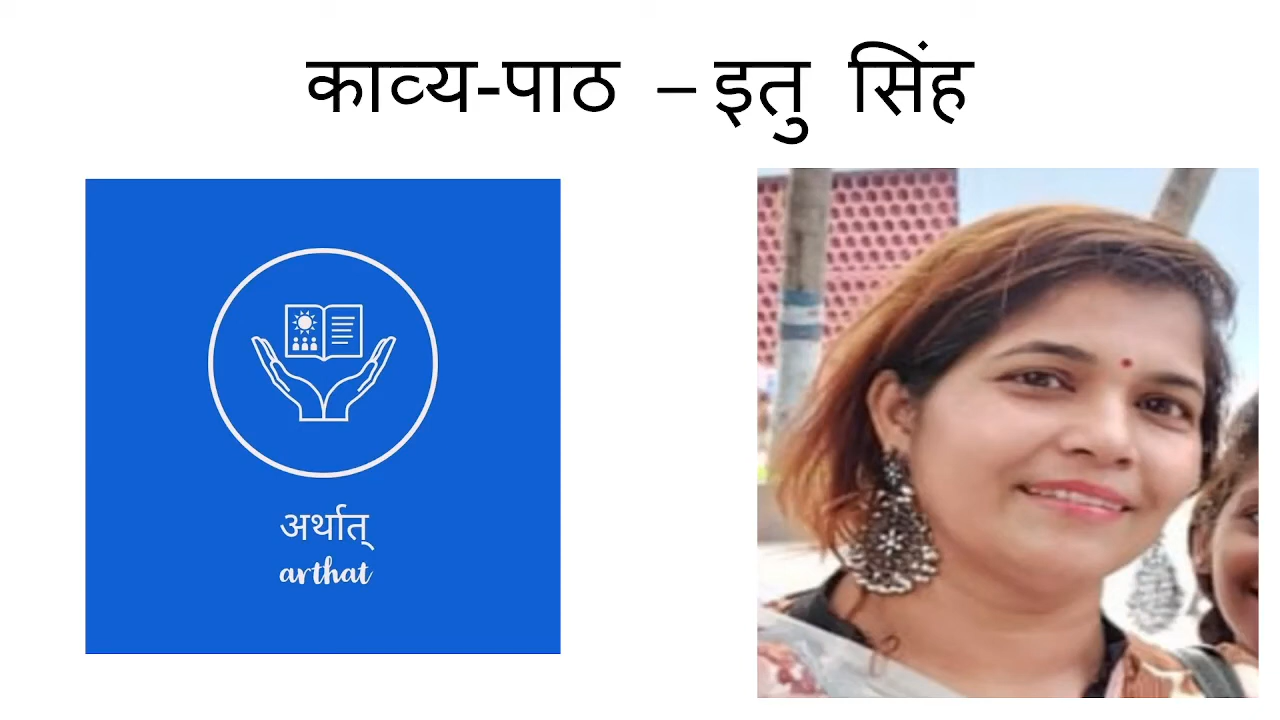 काव्य-पाठ – इतु सिंह
अर्थात्
arthat